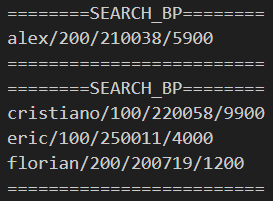 ========SEARCH_BP========
alex/200/210038/5900
=========================
========SEARCH_BP========
cristiano/100/220058/9900
eric/100/250011/4000
florian/200/200719/1200
=========================